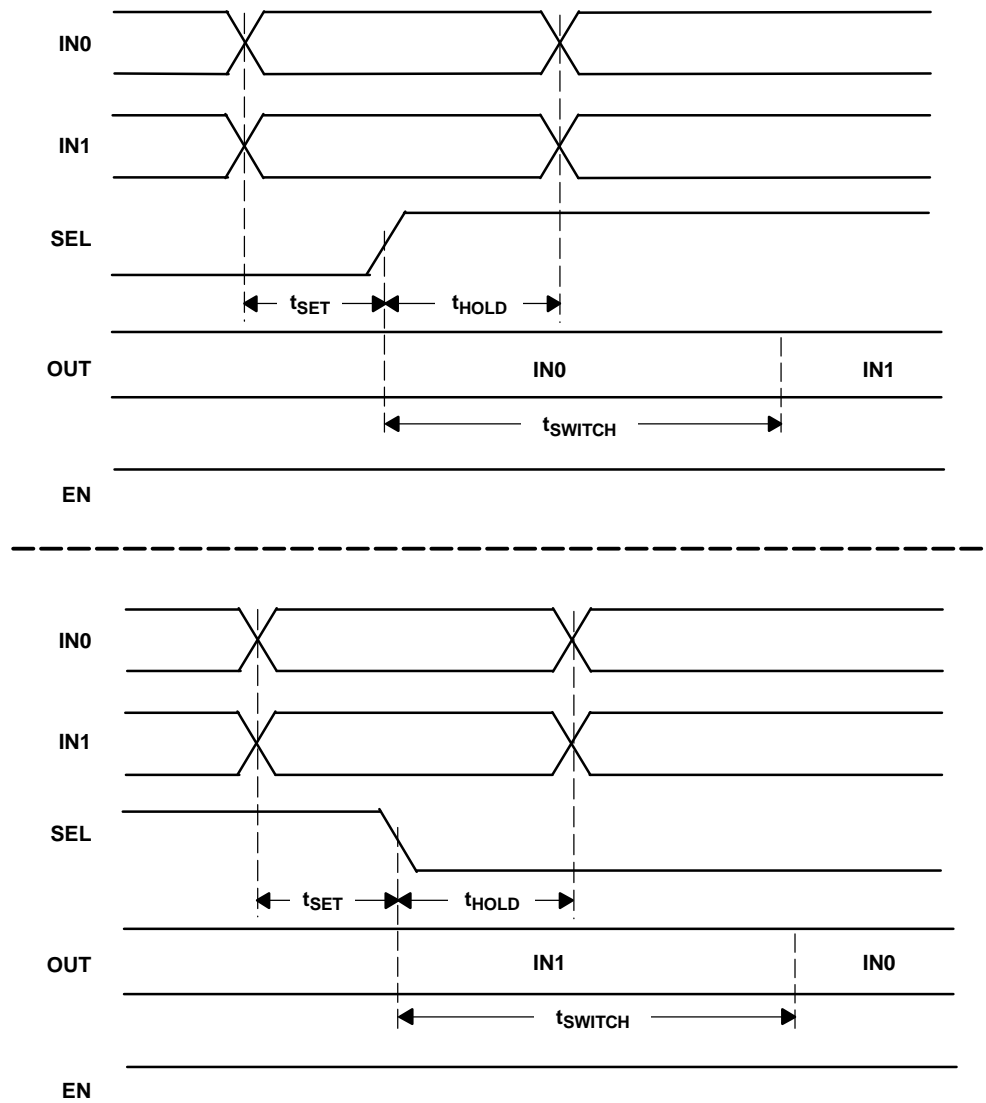 IN0
IN1
SEL
tSET tHOLD
OUT IN0 IN1
tSWITCH
EN
IN0
IN1
SEL
tSET tHOLD
OUT IN1 IN0
tSWITCH
EN